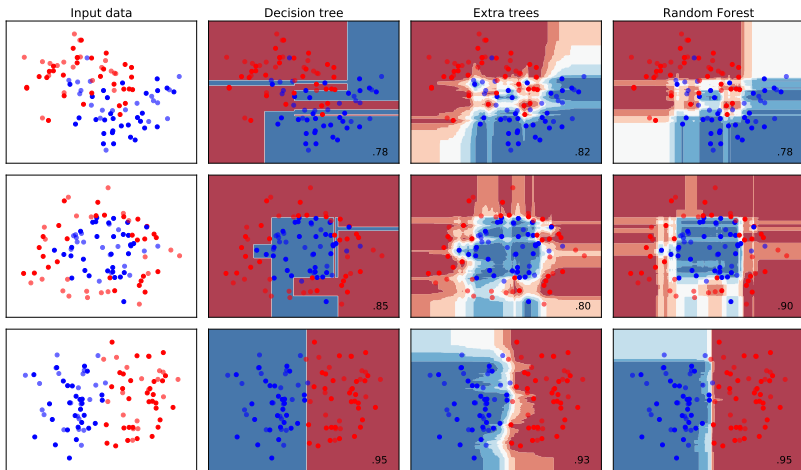 Input data
Decision tree
Extra trees
Random Forest
.78
.82
.78
.85
.80
.90
.95
.93
.95